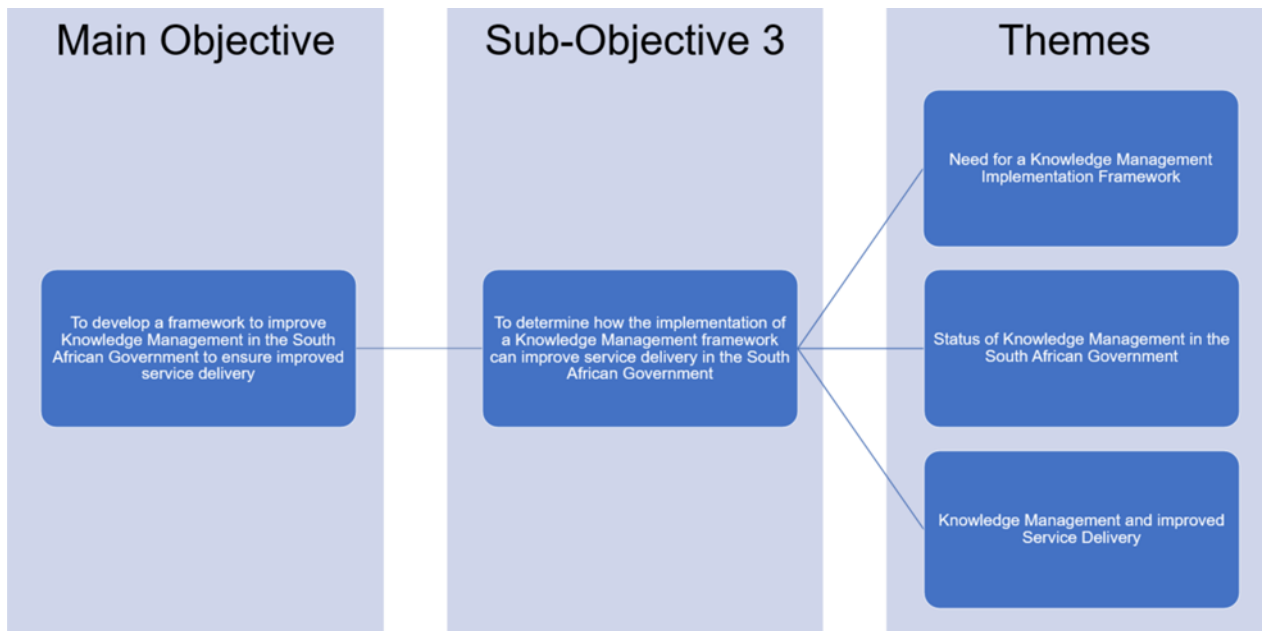 Main Objective
Sub-Objective 3
Themes
To develop a framework to improve
Knowledge Management in the South
African Government to ensure improved
service delivery
To determine how the implementation of
a Knowledge Management framework
can improve service delivery in the South
African Government
Need for a Knowledge Management
Implementation Framework
Status of Knowledge Management in the
South African Government
Knowledge Management and improved
Service Delivery